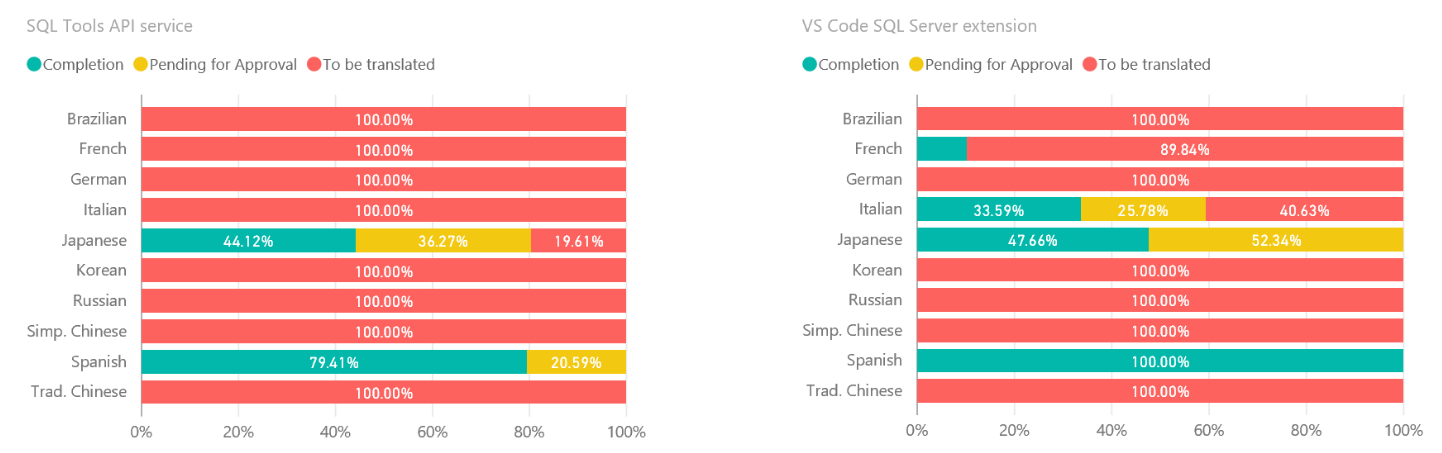 SQL Tools API service
Completion Pending for Approval To be translated
Brazilian 100.00%
French 100.00%
German 100.00%
Italian 100.00%
Japanese 44.12% 36.27% 19.61%
Korean 100.00%
Russian 100.00%
Simp. Chinese 100.00%
Spanish 79.41% 20.59%
Trad. Chinese 100.00%
0% 20% 40% 60% 80% 100%
VS Code SQL Server extension
Completion Pending for Approval To be translated
Brazilian 100.00%
French 89.84%
German 100.00%
Italian 33.59% 25.78% 40.63%
Japanese 47.66% 52.34%
Korean 100.00%
Russian 100.00%
Simp. Chinese 100.00%
Spanish 100.00%
Trad. Chinese 100.00%
0% 20% 40% 60% 80% 100%